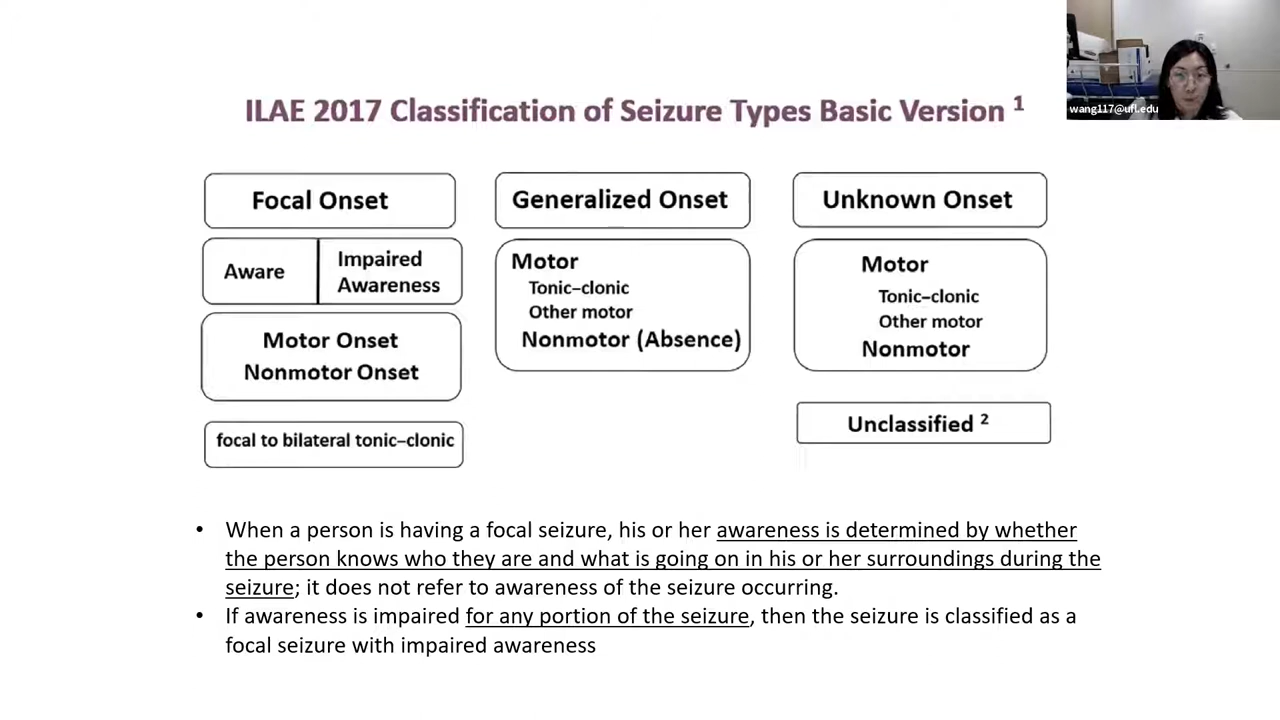 wang117@ufl.edu
ILAE 2017 Classification of Seizure Types Basic Version ¹
Focal Onset
Aware
Impaired
Awareness
Motor Onset
Nonmotor Onset
focal to bilateral tonic–clonic
Generalized Onset
Motor
Tonic–clonic
Other motor
Nonmotor (Absence)
Unknown Onset
Motor
Tonic–clonic
Other motor
Nonmotor
Unclassified ²
• When a person is having a focal seizure, his or her awareness is determined by whether
the person knows who they are and what is going on in his or her surroundings during the
seizure; it does not refer to awareness of the seizure occurring.
• If awareness is impaired for any portion of the seizure, then the seizure is classified as a
focal seizure with impaired awareness